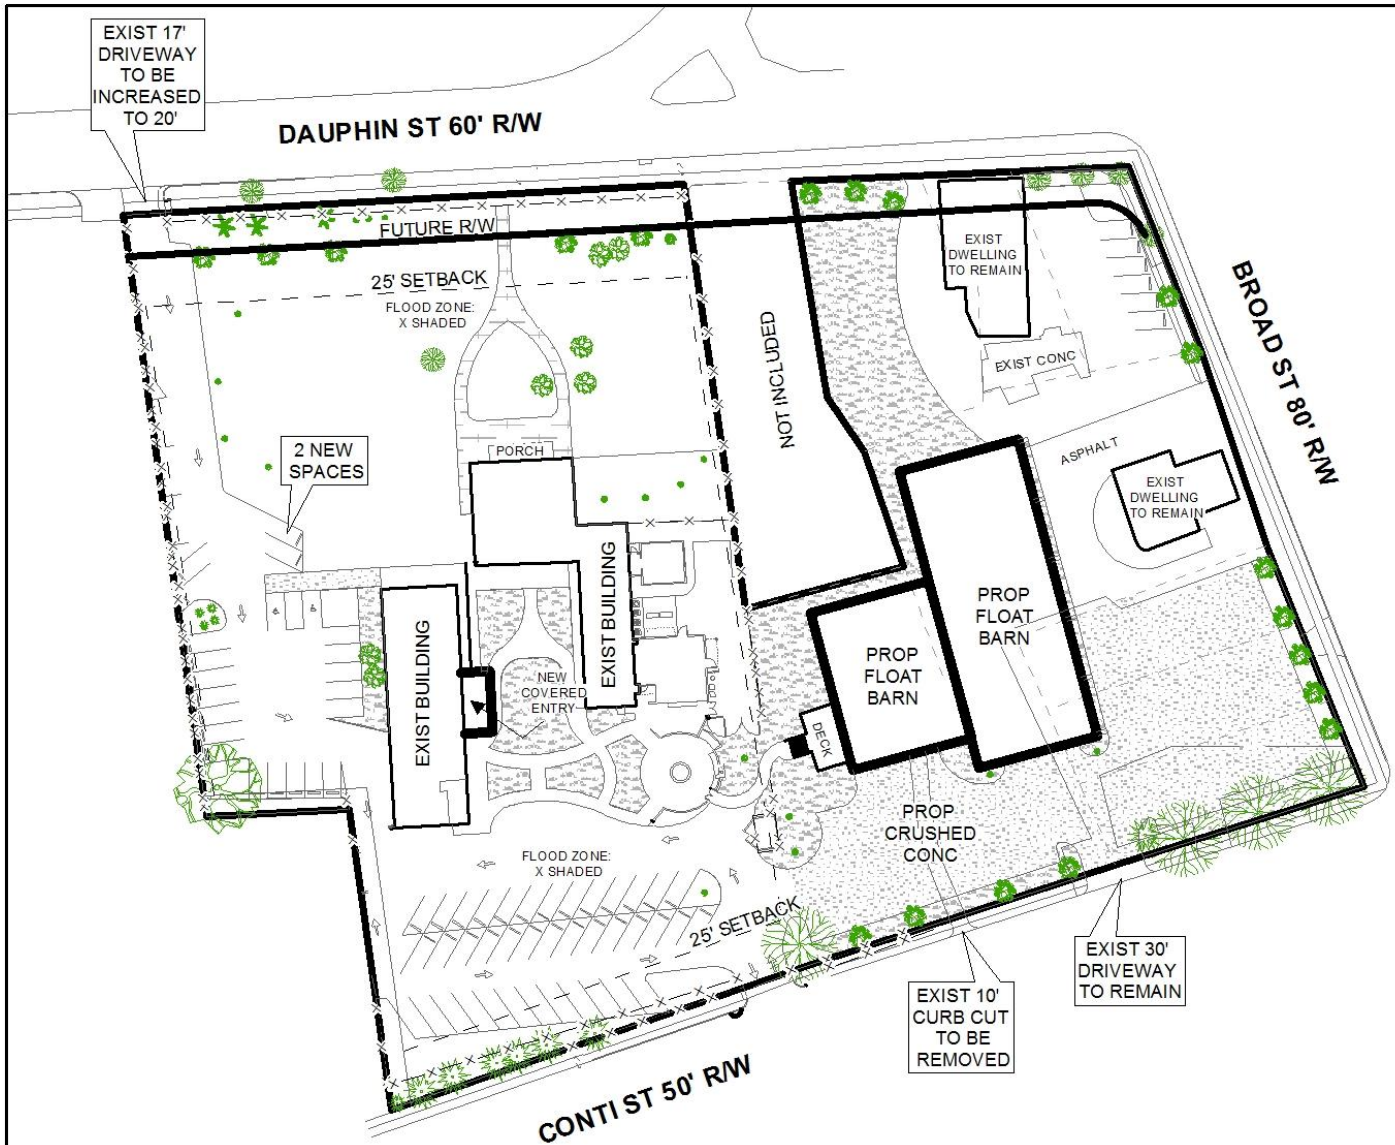 EXIST 17'
DRIVEWAY
TO BE
INCREASED
TO 20'
DAUPHIN ST 60' R/W
FUTURE R/W
25' SETBACK
FLOOD ZONE:
X SHADED
EXIST
DWELLING
TO REMAIN
EXIST CONC
NOT INCLUDED
BROAD ST 80' R/W
2 NEW
SPACES
PORCH
ASPHALT
EXIST
DWELLING
TO REMAIN
EXIST BUILDING
EXIST BUILDING
NEW
COVERED
ENTRY
PROP
FLOAT
BARN
PROP
FLOAT
BARN
DECK
PROP
CRUSHED
CONC
FLOOD ZONE:
X SHADED
25' SETBACK
EXIST 30'
DRIVEWAY
TO REMAIN
EXIST 10'
CURB CUT
TO BE
REMOVED
CONTI ST 50' R/W